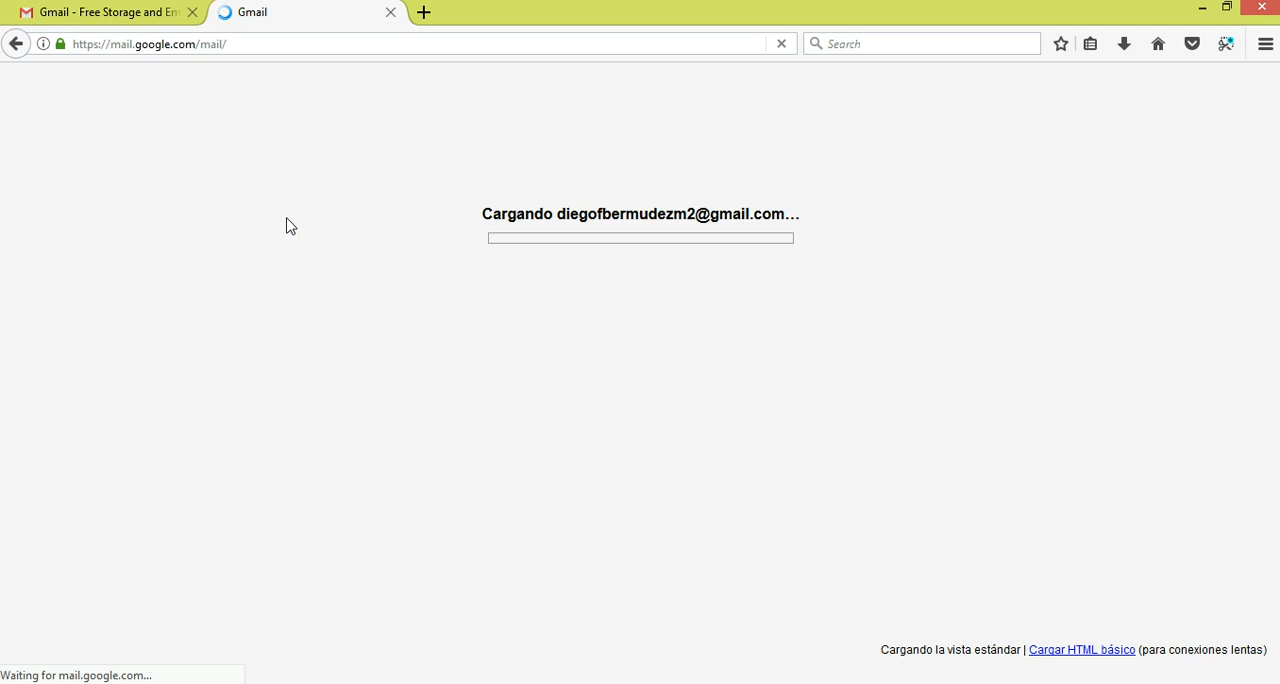 Gmail - Free Storage and Em
Gmail
https://mail.google.com/mail/
Search
Cargando diegofbermudezm2@gmail.com...
Cargando la vista estándar | Cargar HTML básico (para conexiones lentas)
Waiting for mail.google.com...